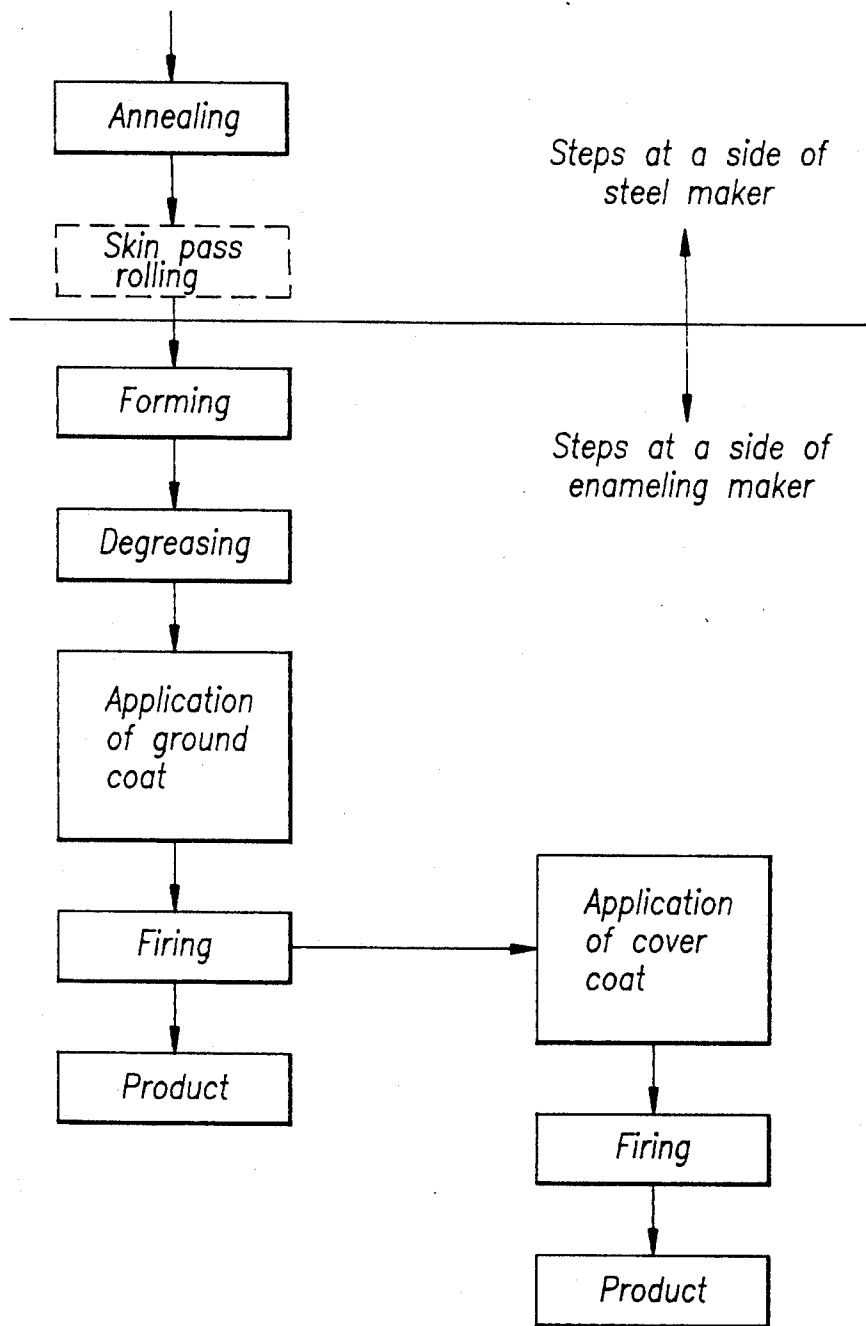 Annealing
Steps at a side of
steel maker
Skin pass
rolling
Forming
Steps at a side of
enameling maker
Degreasing
Application
of ground
coat
Firing
Application
of cover
coat
Product
Firing
Product